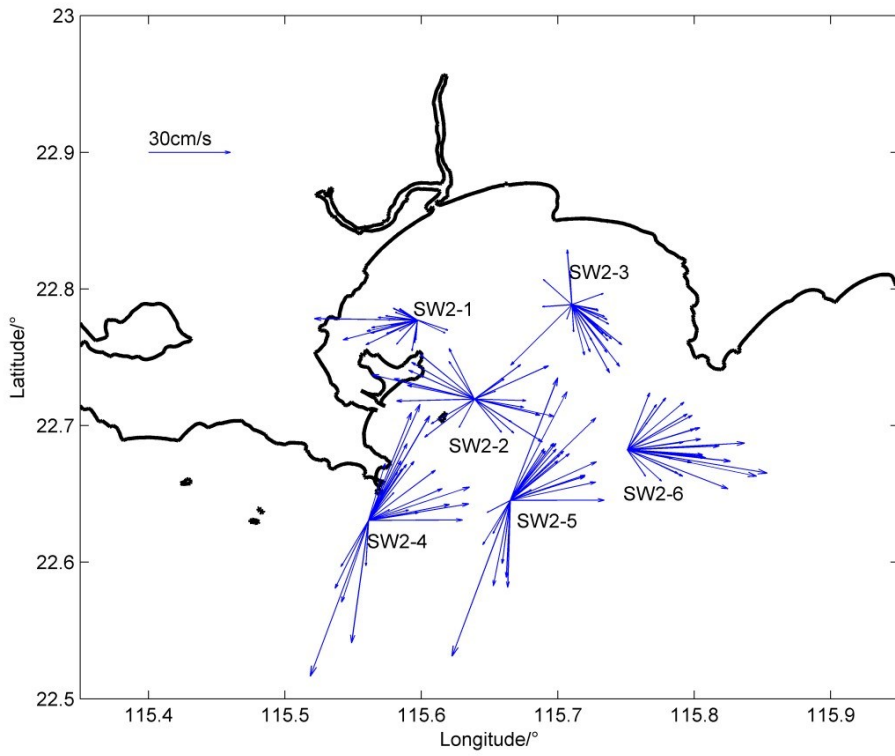 23
22.9
22.8
22.7
22.6
22.5
Latitude/°
30cm/s
SW2-3
SW2-1
SW2-2
SW2-6
SW2-5
SW2-4
115.4 115.5 115.6 115.7 115.8 115.9
Longitude/°